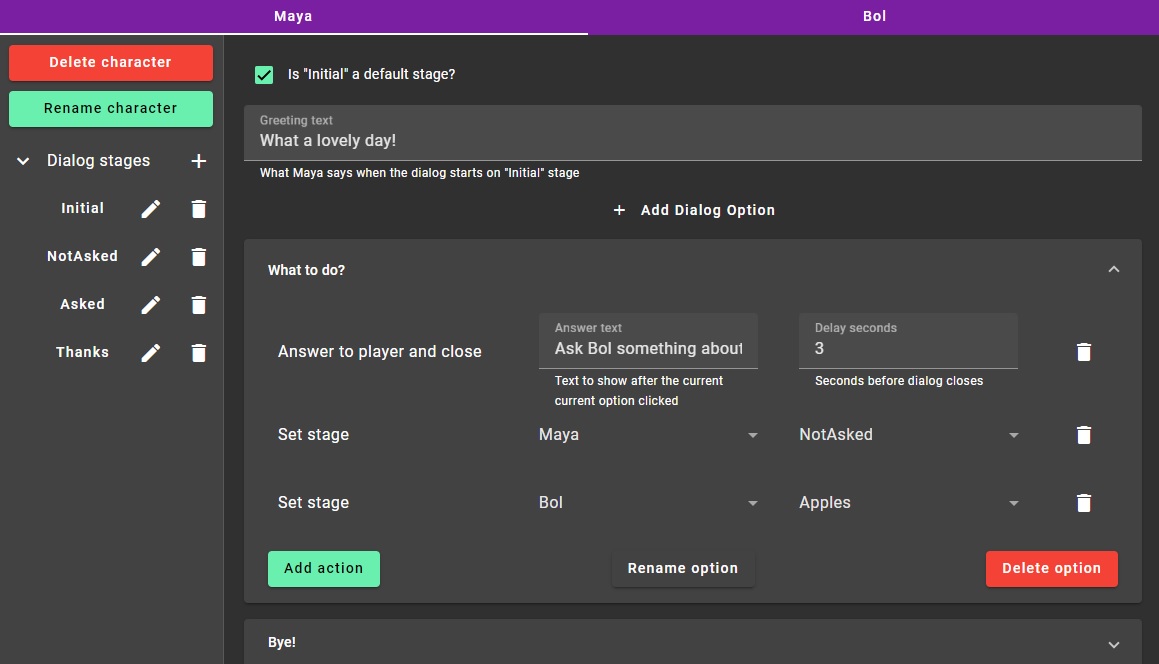 Maya
Bol
Delete character
Rename character
Dialog stages
Initial
NotAsked
Asked
Thanks
Is "Initial" a default stage?
Greeting text
What a lovely day!
What Maya says when the dialog starts on "Initial" stage
Add Dialog Option
What to do?
Answer to player and close
Answer text
Ask Bol something about
Text to show after the current
current option clicked
Delay seconds
3
Seconds before dialog closes
Set stage
Maya
NotAsked
Set stage
Bol
Apples
Add action
Rename option
Delete option
Bye!